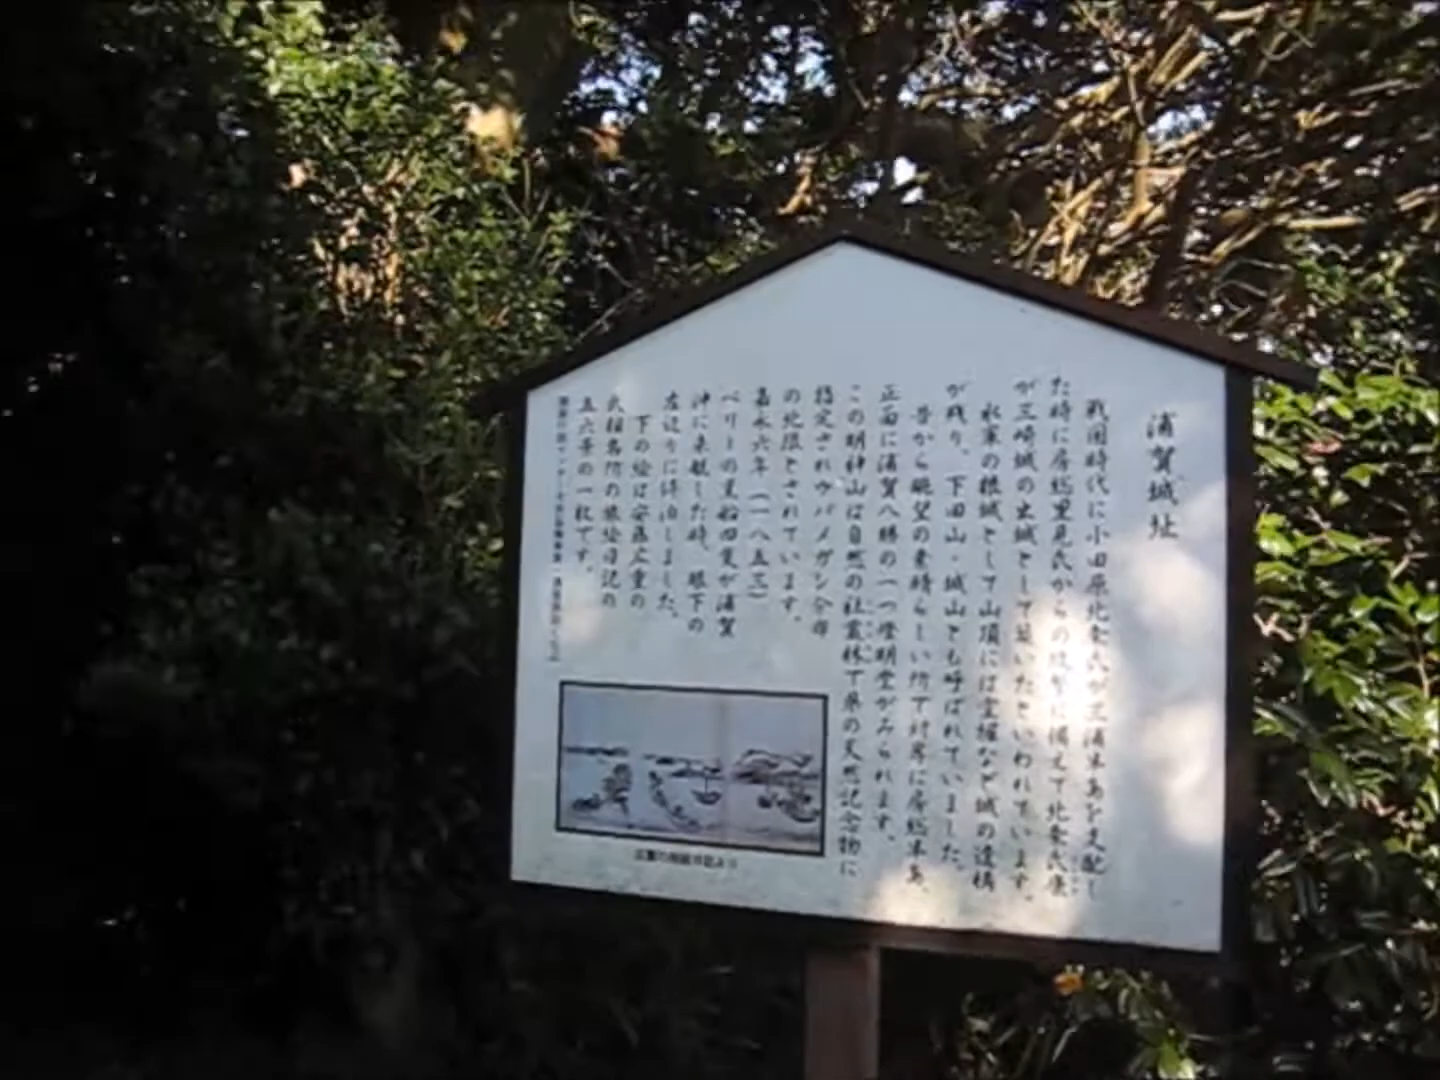 浦賀城址
戦国時代に小田原北条氏が三浦半島を支配し
た時に房総里見氏からの攻撃に備えて北条氏康
が三崎城の出城として築いたといわれています。
水軍の根城として山頂には空堀など城の遺構
が残り、下田山・城山とも呼ばれていました。
昔から眺望の素晴らしい所で対岸に房総半島、
正面に浦賀八勝の一つ燈明堂がみられます。
この明神山は自然の社叢林で県の天然記念物に
指定されウバメガシ分布
の北限とされています。
嘉永六年（一八五三）
ペリーの黒船四隻が浦賀
沖に来航した時、眼下の
左辺りに停泊しました。
下の絵は安藤広重の
武相名所の旅絵日記の
五六番の一枚です。